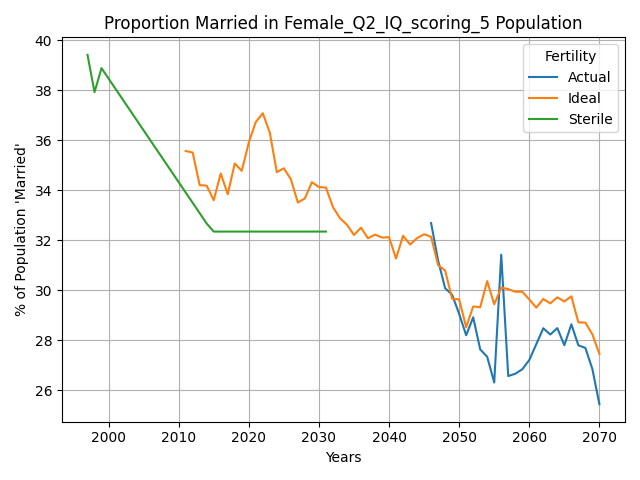 Proportion Married in Female_Q2_IQ_scoring_5 Population
Fertility
Actual
Ideal
Sterile
% of Population 'Married'
40
38
36
34
32
30
28
26
2000
2010
2020
2030
2040
2050
2060
2070
Years